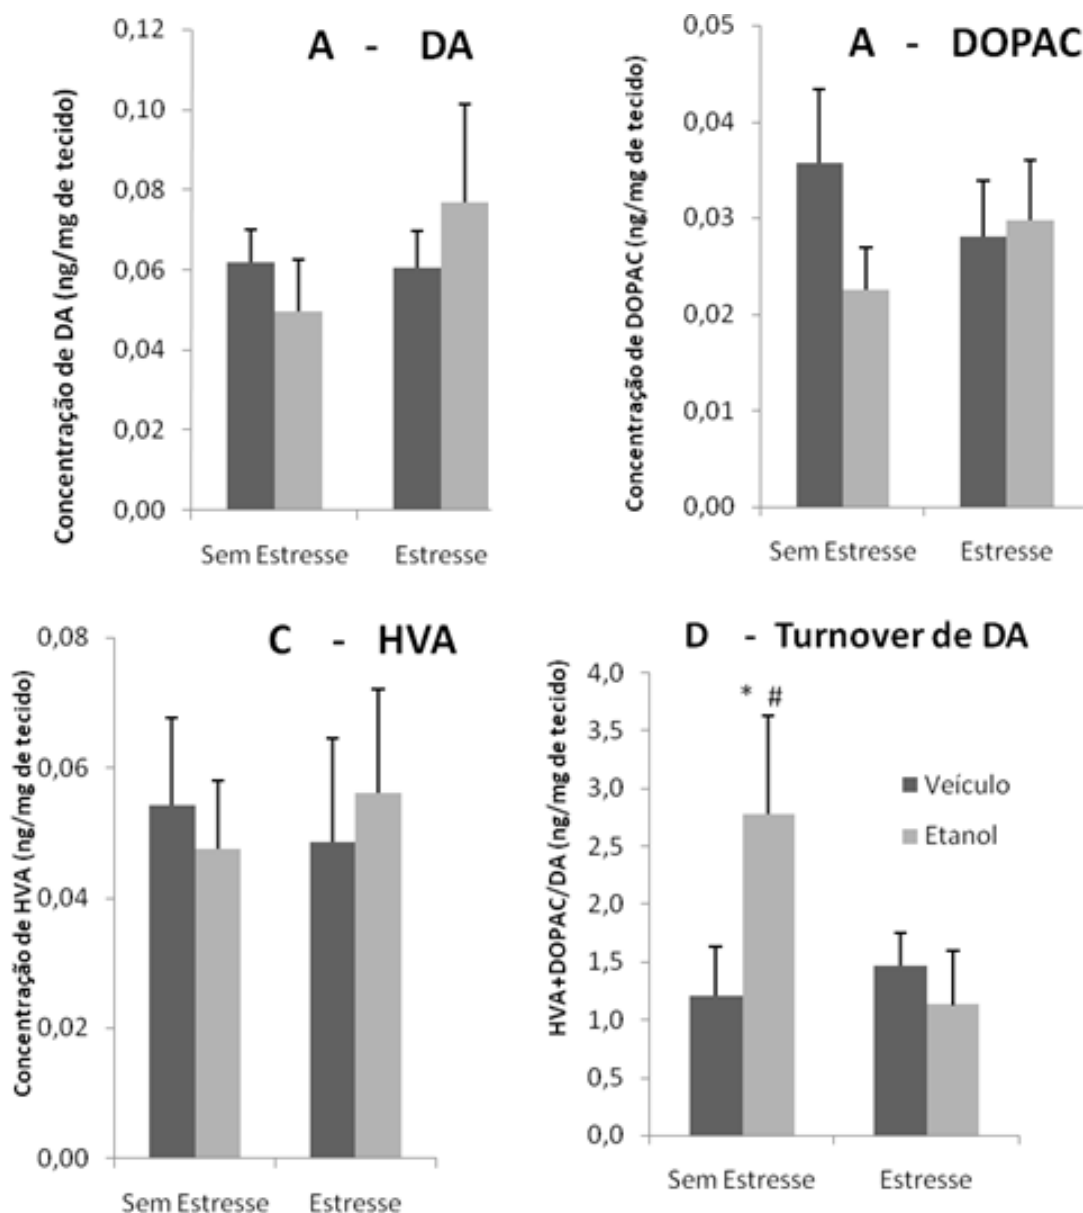 A - DA
Concentração de DA (ng/mg de tecido)
0,12
0,10
0,08
0,06
0,04
0,02
0,00
Sem Estresse
Estresse
A - DOPAC
Concentração de DOPAC (ng/mg de tecido)
0,05
0,04
0,03
0,02
0,01
0,00
Sem Estresse
Estresse
C - HVA
Concentração de HVA (ng/mg de tecido)
0,08
0,06
0,04
0,02
0,00
Sem Estresse
Estresse
D - Turnover de DA
HVA+DOPAC/DA (ng/mg de tecido)
4,0
3,5
3,0
2,5
2,0
1,5
1,0
0,5
0,0
* #
Veículo
Etanol
Sem Estresse
Estresse